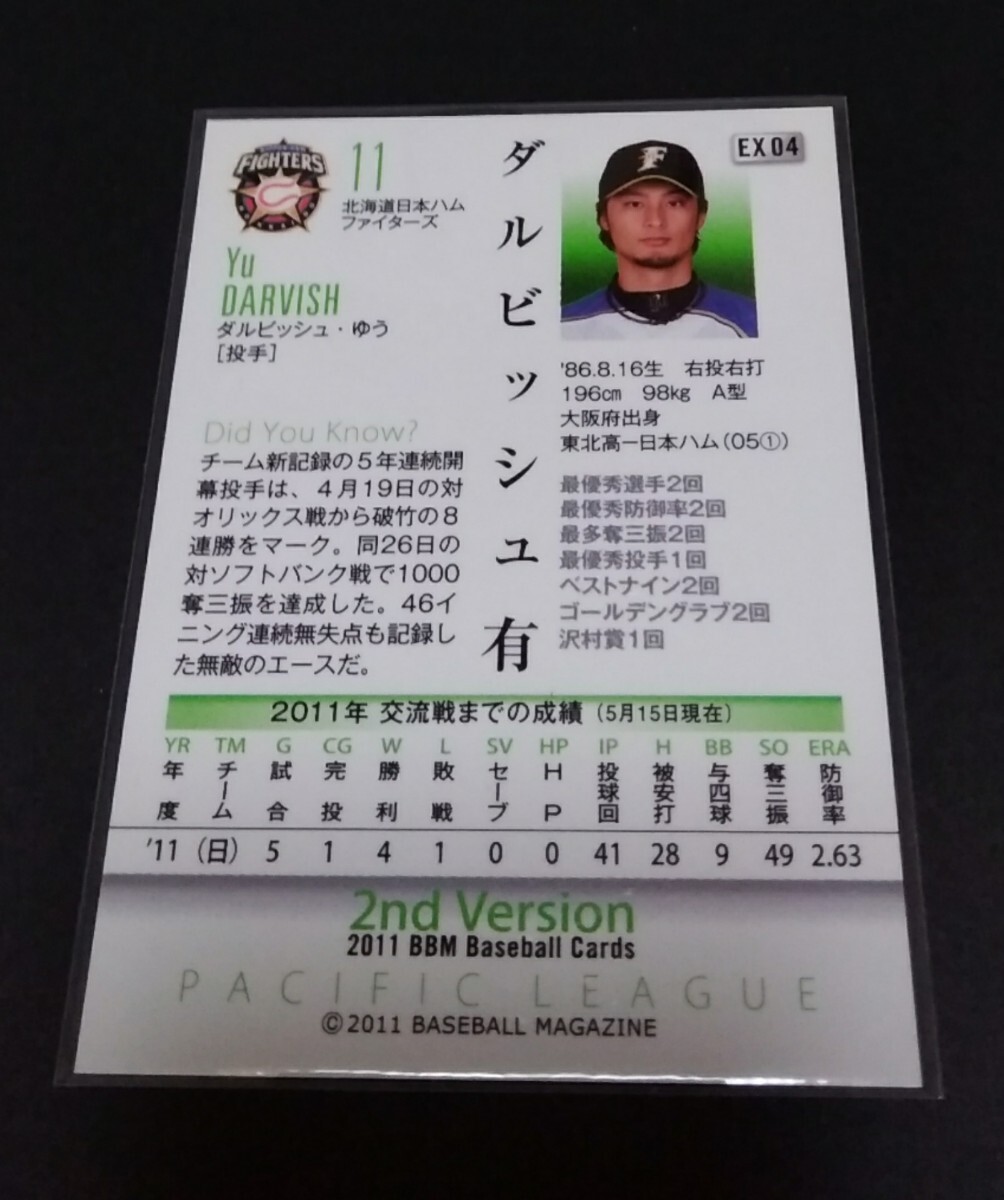 FIGHTERS
11
北海道日本ハム
ファイターズ
Yu
DARVISH
ダルビッシュ・ゆう
[投手]
ダルビッシュ有
EX04
'86.8.16生 右投右打
196cm 98kg A型
大阪府出身
東北高ー日本ハム(05①)
最優秀選手2回
最優秀防御率2回
最多奪三振2回
最優秀投手1回
ベストナイン2回
ゴールデングラブ2回
沢村賞1回
Did You Know?
チーム新記録の5年連続開
幕投手は、4月19日の対
オリックス戦から破竹の8
連勝をマーク。同26日の
対ソフトバンク戦で1000
奪三振を達成した。46イ
ニング連続無失点も記録し
た無敵のエースだ。
2011年 交流戦までの成績(5月15日現在)
YR TM G CG W L SV HP IP H BB SO ERA
年度 チーム 試合 完投 勝利 敗戦 セーブ HP 投球回 被安打 与四球 奪三振 防御率
'11 (日) 5 1 4 1 0 0 41 28 9 49 2.63
2nd Version
2011 BBM Baseball Cards
PACIFIC LEAGUE
©2011 BASEBALL MAGAZINE